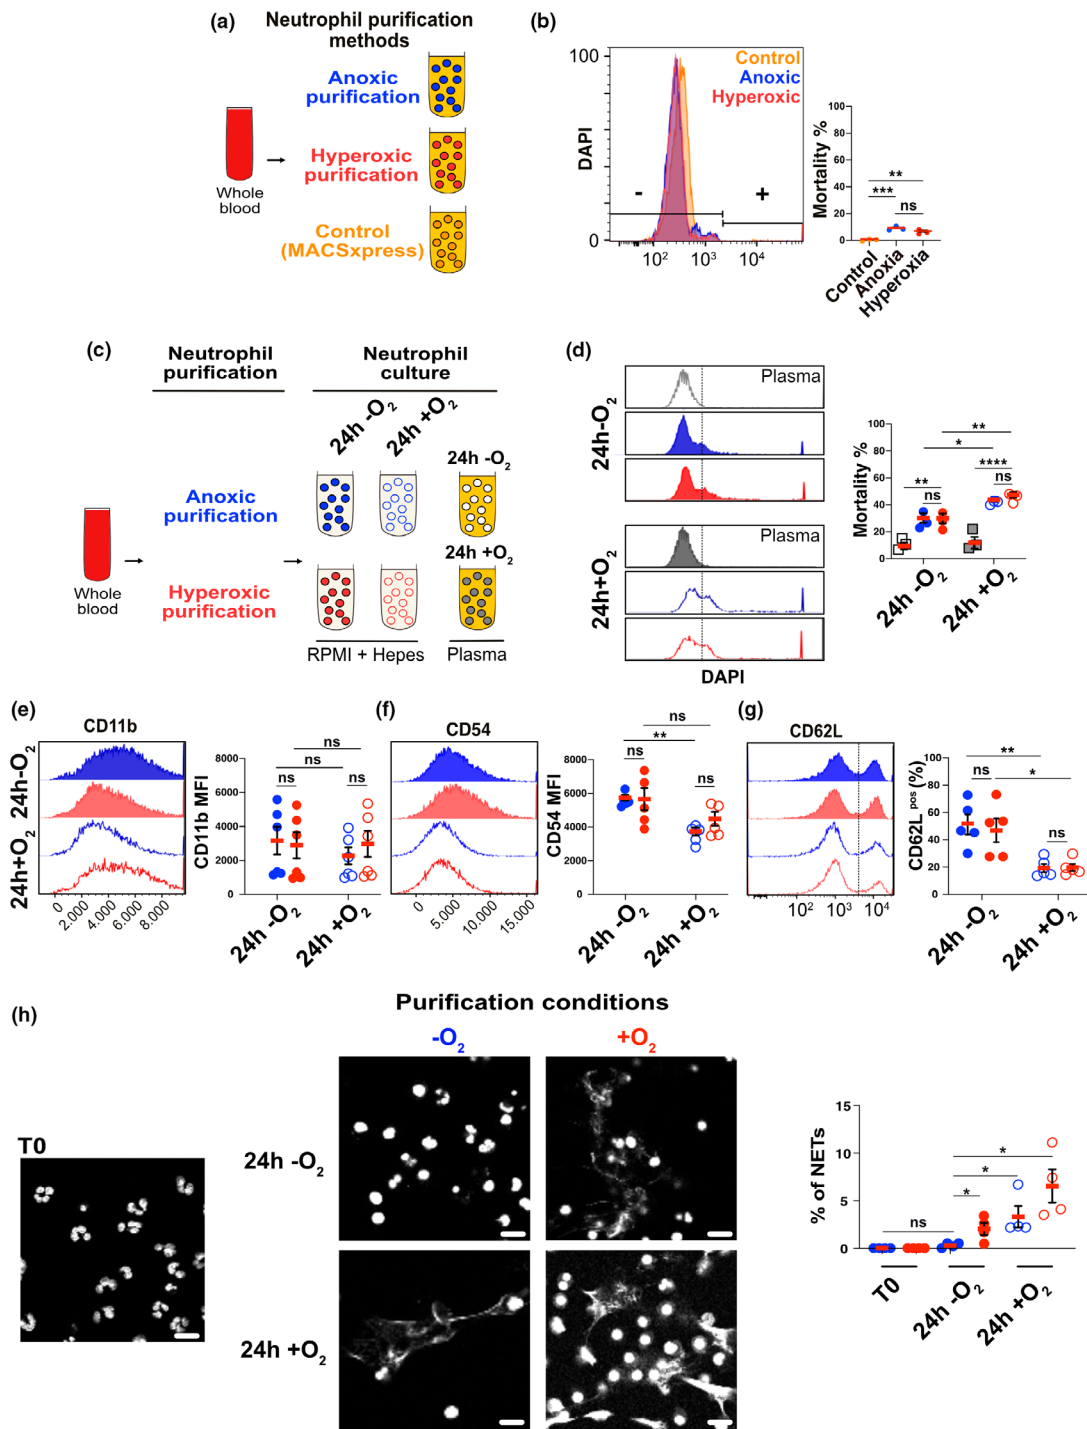 (a)
Neutrophil purification
methods
Anoxic
purification
Hyperoxic
purification
Control
(MACSxpress)
Whole
blood
(b)
100
DAPI
0
Control
Anoxic
Hyperoxic
-
+
10²
10³
10⁴
Mortality %
100
80
60
40
20
0
**
***
ns
Control
Anoxia
Hyperoxia
(c)
Neutrophil
purification
Neutrophil
culture
24h -O₂
24h +O₂
24h -O₂
Anoxic
purification
24h +O₂
Hyperoxic
purification
Whole
blood
RPMI + Hepes
Plasma
(d)
24h-O₂
Plasma
24h+O₂
Plasma
DAPI
Mortality %
100
80
60
40
20
0
**
*
****
**
ns
ns
24h -O₂
24h +O₂
(e)
CD11b
24h-O₂
24h+O₂
0
2.000
4.000
6.000
8.000
CD11b MFI
8000
6000
4000
2000
0
ns
ns
ns
ns
24h -O₂
24h +O₂
(f)
CD54
0
5.000
10.000
15.000
CD54 MFI
8000
6000
4000
2000
0
ns
**
ns
ns
24h -O₂
24h +O₂
(g)
CD62L
10²
10³
10⁴
CD62L pos (%)
100
80
60
40
20
0
**
ns
*
ns
24h -O₂
24h +O₂
(h)
Purification conditions
-O₂
+O₂
T0
24h -O₂
24h +O₂
% of NETs
15
10
5
0
*
*
*
ns
T0
24h -O₂
24h +O₂